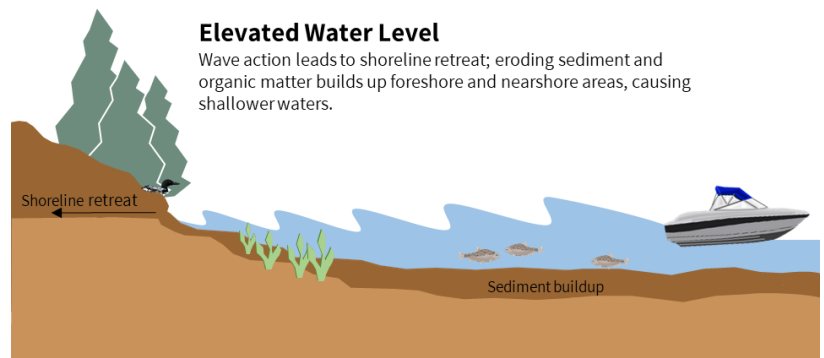 Elevated Water Level
Wave action leads to shoreline retreat; eroding sediment and
organic matter builds up foreshore and nearshore areas, causing
shallower waters.
Shoreline retreat
Sediment buildup